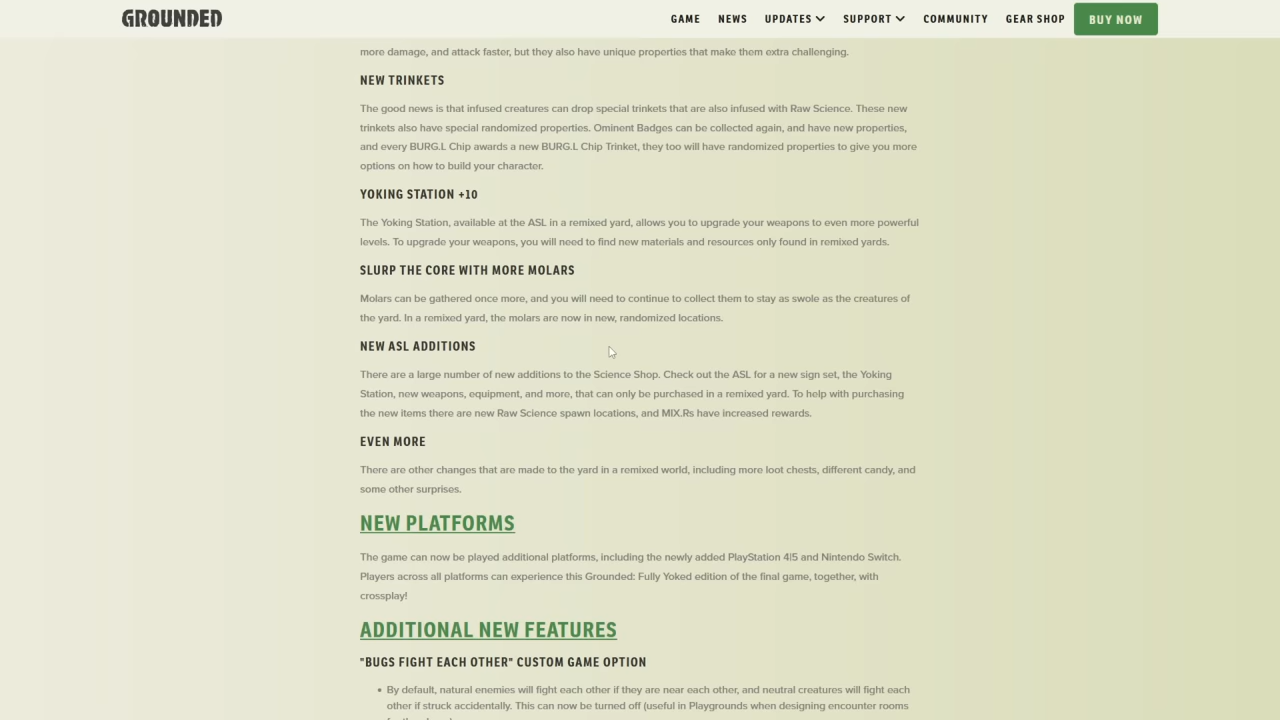 GROUNDED
GAME NEWS UPDATES SUPPORT COMMUNITY GEAR SHOP BUY NOW
more damage, and attack faster, but they also have unique properties that make them extra challenging.
NEW TRINKETS
The good news is that infused creatures can drop special trinkets that are also infused with Raw Science. These new
trinkets also have special randomized properties. Ominent Badges can be collected again, and have new properties,
and every BURG.L Chip awards a new BURG.L Chip Trinket, they too will have randomized properties to give you more
options on how to build your character.
YOKING STATION +10
The Yoking Station, available at the ASL in a remixed yard, allows you to upgrade your weapons to even more powerful
levels. To upgrade your weapons, you will need to find new materials and resources only found in remixed yards.
SLURP THE CORE WITH MORE MOLARS
Molars can be gathered once more, and you will need to continue to collect them to stay as swole as the creatures of
the yard. In a remixed yard, the molars are now in new, randomized locations.
NEW ASL ADDITIONS
There are a large number of new additions to the Science Shop. Check out the ASL for a new sign set, the Yoking
Station, new weapons, equipment, and more, that can only be purchased in a remixed yard. To help with purchasing
the new items there are new Raw Science spawn locations, and MIX.Rs have increased rewards.
EVEN MORE
There are other changes that are made to the yard in a remixed world, including more loot chests, different candy, and
some other surprises.
NEW PLATFORMS
The game can now be played additional platforms, including the newly added PlayStation 4|5 and Nintendo Switch.
Players across all platforms can experience this Grounded: Fully Yoked edition of the final game, together, with
crossplay!
ADDITIONAL NEW FEATURES
"BUGS FIGHT EACH OTHER" CUSTOM GAME OPTION
• By default, natural enemies will fight each other if they are near each other, and neutral creatures will fight each
other if struck accidentally. This can now be turned off (useful in Playgrounds when designing encounter rooms